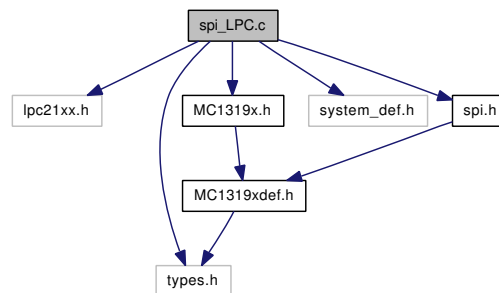 spi_LPC.c
lpc21xx.h
MC1319x.h
system_def.h
spi.h
MC1319xdef.h
types.h